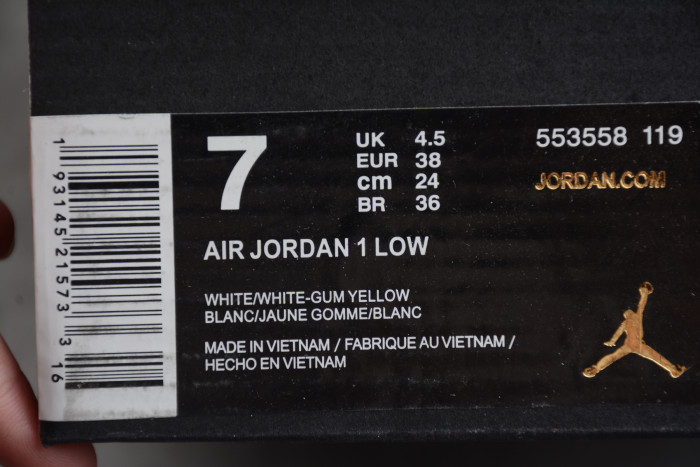 1 93145 21573 3 16
7
UK 4.5
EUR 38
cm 24
BR 36
553558 119
JORDAN.COM
AIR JORDAN 1 LOW
WHITE/WHITE-GUM YELLOW
BLANC/JAUNE GOMME/BLANC
MADE IN VIETNAM / FABRIQUE AU VIETNAM /
HECHO EN VIETNAM